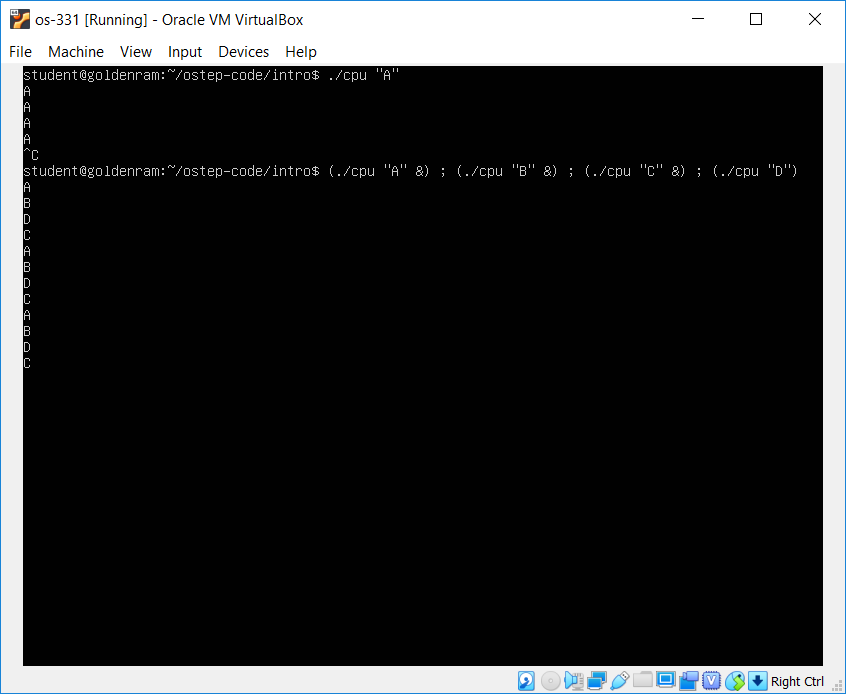 os-331 [Running] - Oracle VM VirtualBox
File Machine View Input Devices Help
student@goldenram:~/ostep-code/intro$ ./cpu "A"
A
A
A
A
^C
student@goldenram:~/ostep-code/intro$ (./cpu "A" &) ; (./cpu "B" &) ; (./cpu "C" &) ; (./cpu "D")
A
B
D
C
A
B
D
C
A
B
D
C
Right Ctrl